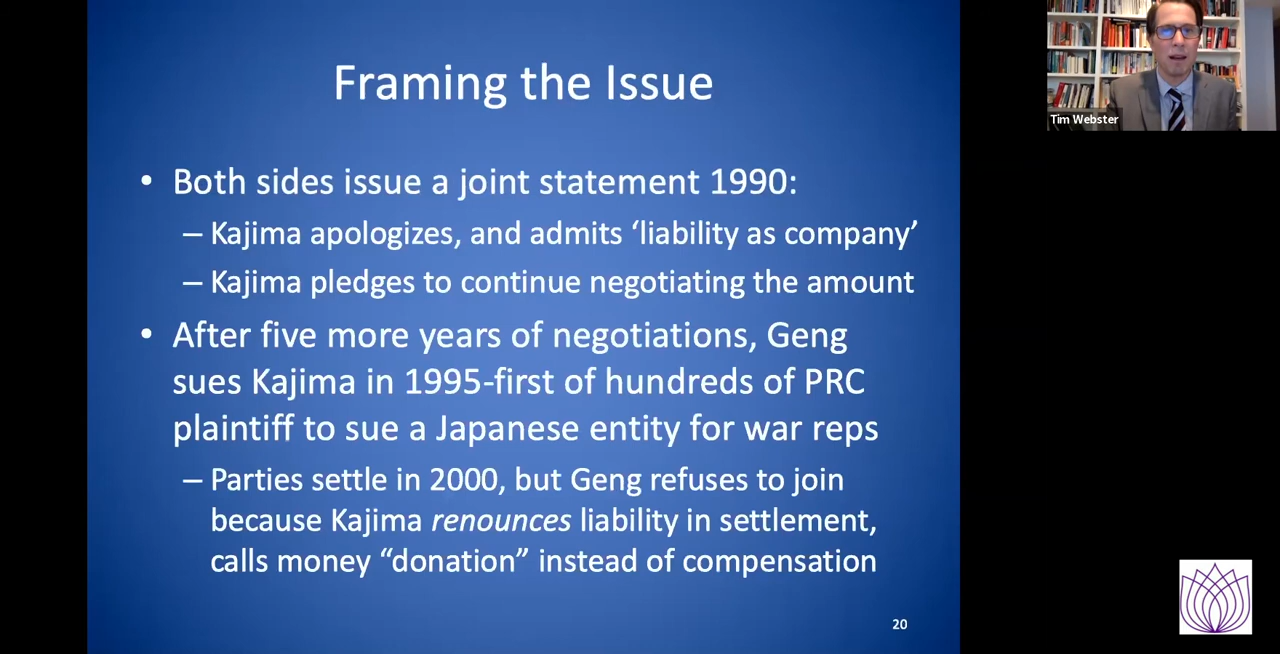 Framing the Issue
• Both sides issue a joint statement 1990:
– Kajima apologizes, and admits ‘liability as company’
– Kajima pledges to continue negotiating the amount
• After five more years of negotiations, Geng
sues Kajima in 1995-first of hundreds of PRC
plaintiff to sue a Japanese entity for war reps
– Parties settle in 2000, but Geng refuses to join
because Kajima renounces liability in settlement,
calls money “donation” instead of compensation
20
Tim Webster